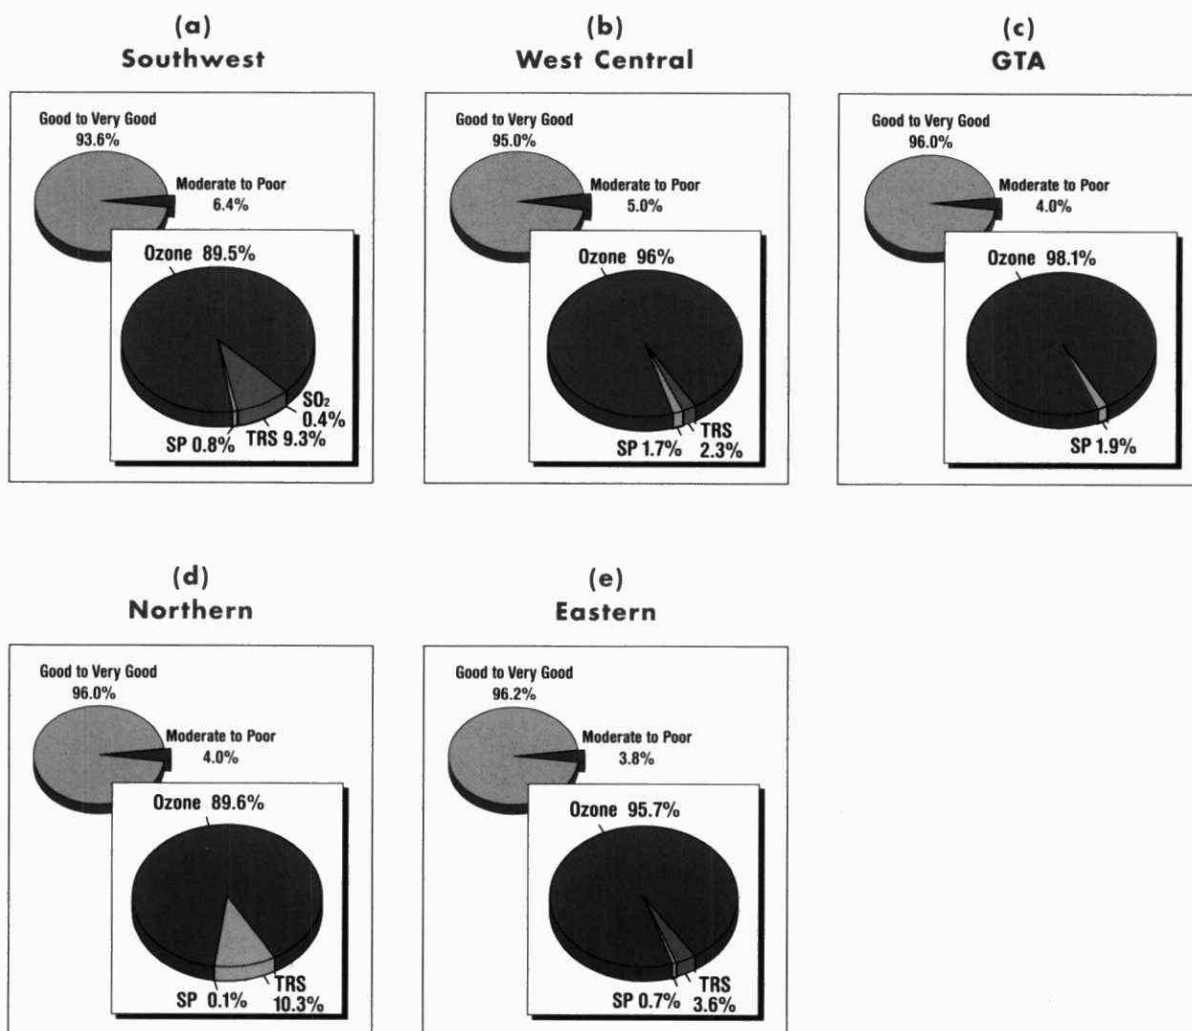 (a)
Southwest
Good to Very Good
93.6%
Moderate to Poor
6.4%
Ozone 89.5%
SO₂
0.4%
SP 0.8%
TRS 9.3%
(b)
West Central
Good to Very Good
95.0%
Moderate to Poor
5.0%
Ozone 96%
SP 1.7%
TRS
2.3%
(c)
GTA
Good to Very Good
96.0%
Moderate to Poor
4.0%
Ozone 98.1%
SP 1.9%
(d)
Northern
Good to Very Good
96.0%
Moderate to Poor
4.0%
Ozone 89.6%
SP 0.1%
TRS
10.3%
(e)
Eastern
Good to Very Good
96.2%
Moderate to Poor
3.8%
Ozone 95.7%
SP 0.7%
TRS
3.6%